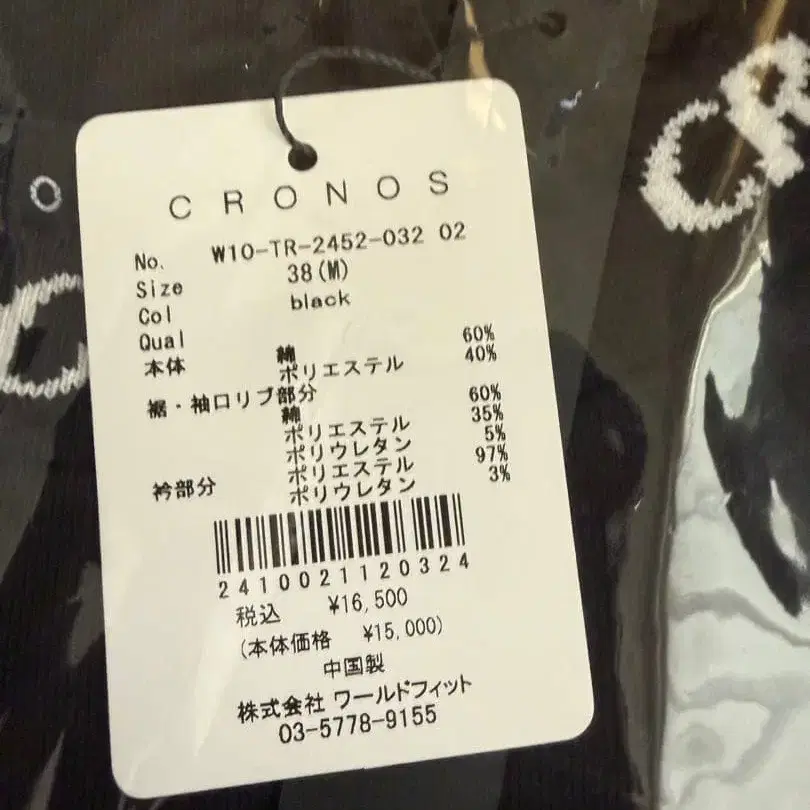 CRONOS
No. W10-TR-2452-032 02
Size 38(M)
Col black
Qual
本体 綿 60%
ポリエステル 40%
裾・袖口リブ部分
綿 60%
ポリエステル 35%
ポリウレタン 5%
衿部分 ポリエステル 97%
ポリウレタン 3%
2410021120324
税込 ¥16,500
(本体価格 ¥15,000)
中国製
株式会社 ワールドフィット
03-5778-9155
CR